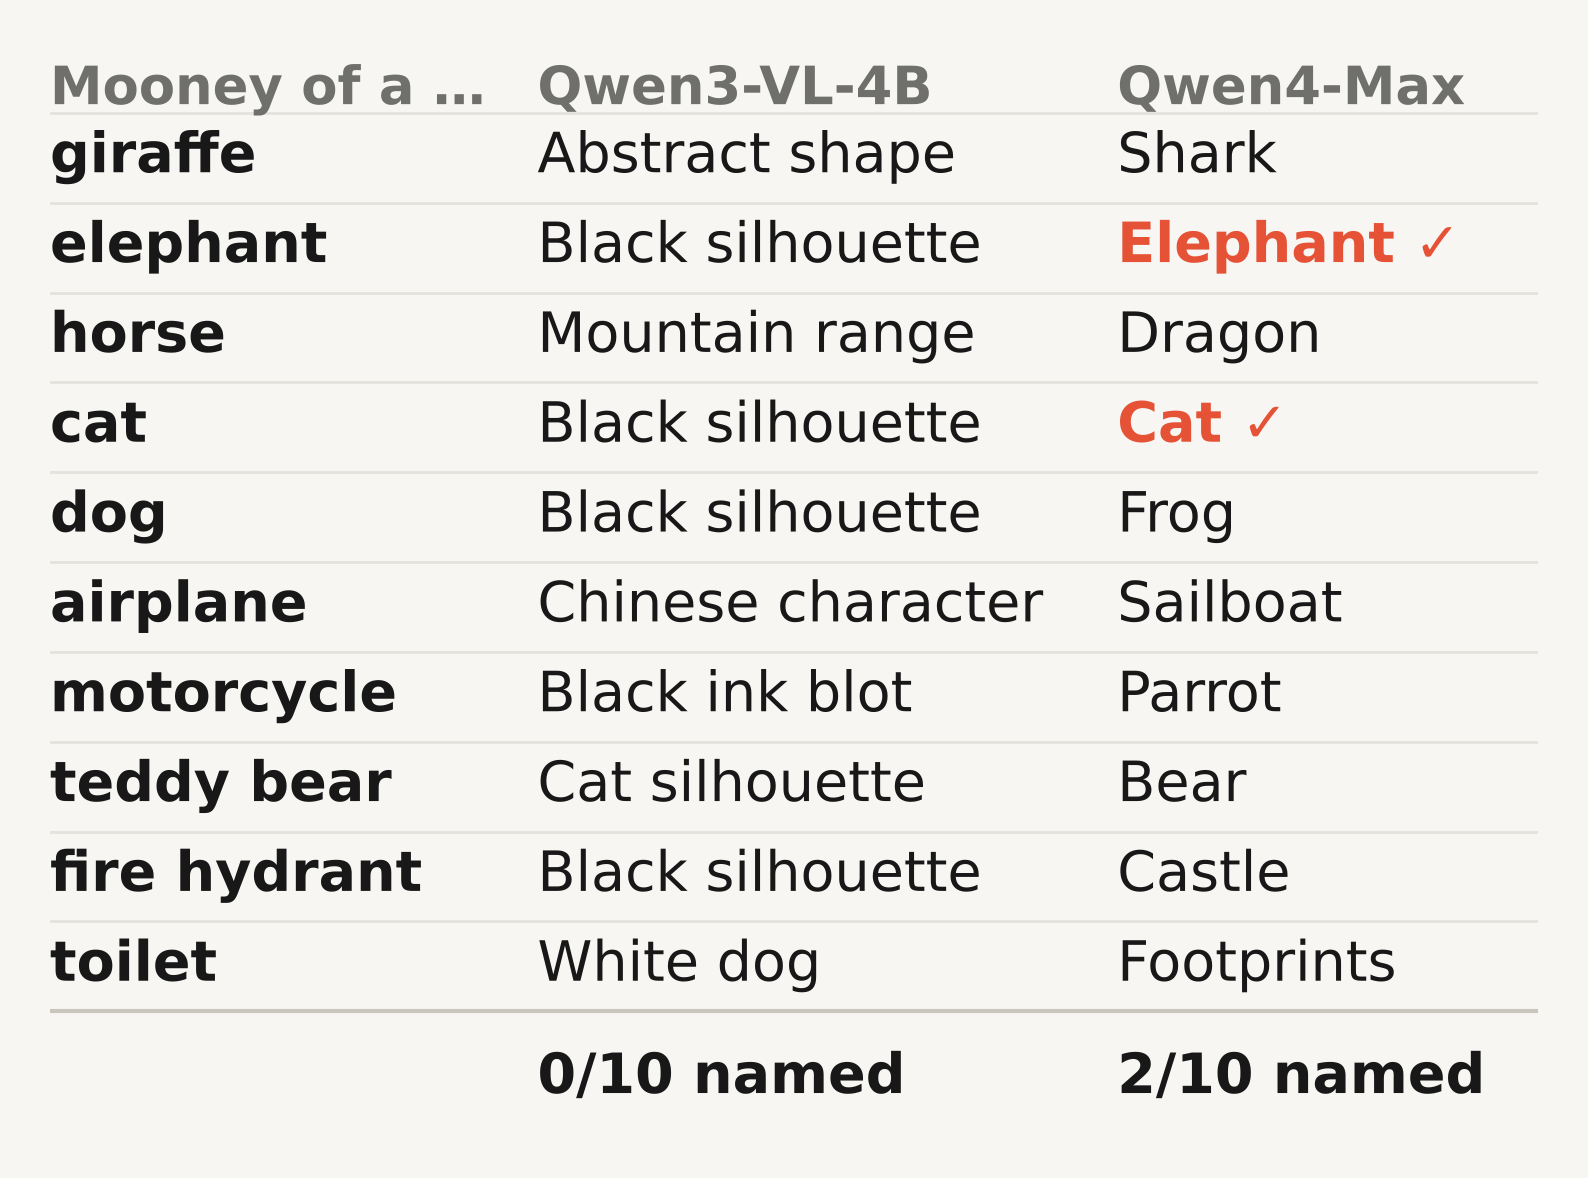 Mooney of a … Qwen3-VL-4B Qwen4-Max
giraffe Abstract shape Shark
elephant Black silhouette Elephant ✓
horse Mountain range Dragon
cat Black silhouette Cat ✓
dog Black silhouette Frog
airplane Chinese character Sailboat
motorcycle Black ink blot Parrot
teddy bear Cat silhouette Bear
fire hydrant Black silhouette Castle
toilet White dog Footprints
0/10 named 2/10 named